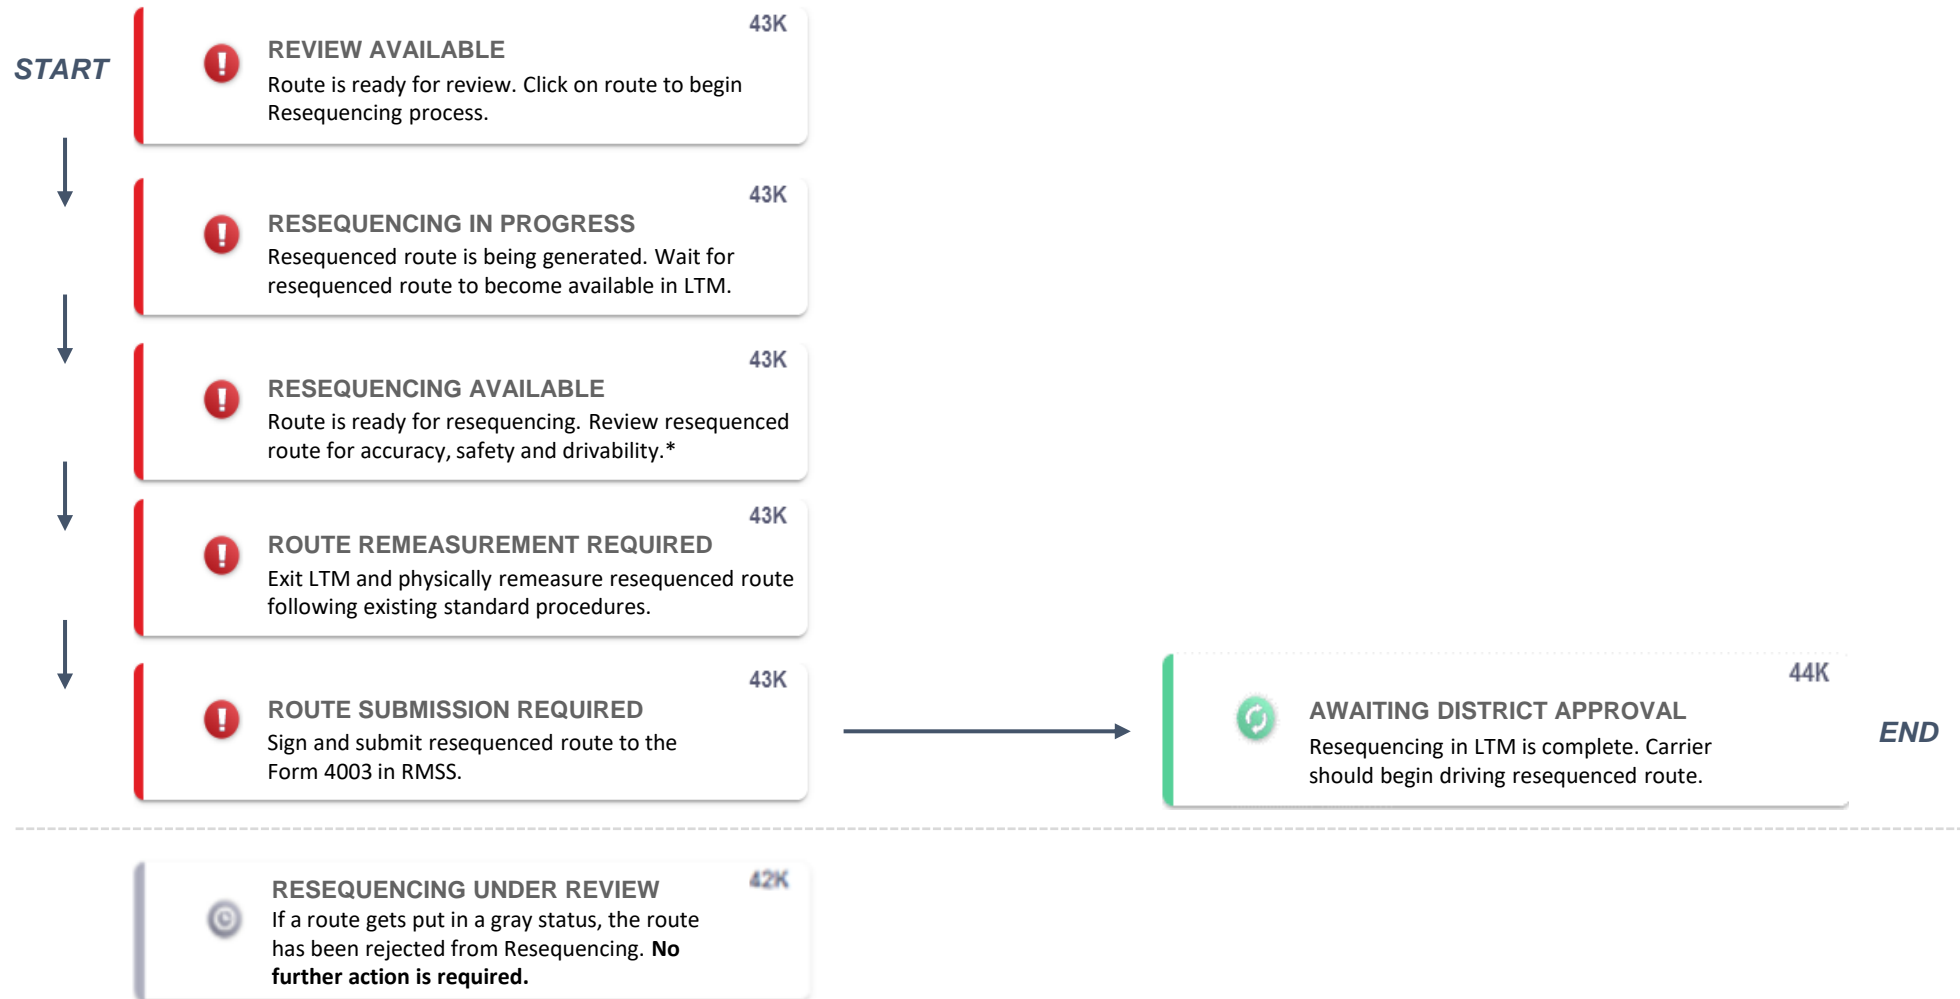 START
43K
REVIEW AVAILABLE
Route is ready for review. Click on route to begin
Resequencing process.
43K
RESEQUENCING IN PROGRESS
Resequenced route is being generated. Wait for
resequenced route to become available in LTM.
43K
RESEQUENCING AVAILABLE
Route is ready for resequencing. Review resequenced
route for accuracy, safety and drivability.*
43K
ROUTE REMEASUREMENT REQUIRED
Exit LTM and physically remeasure resequenced route
following existing standard procedures.
43K
ROUTE SUBMISSION REQUIRED
Sign and submit resequenced route to the
Form 4003 in RMSS.
44K
AWAITING DISTRICT APPROVAL
Resequencing in LTM is complete. Carrier
should begin driving resequenced route.
END
42K
RESEQUENCING UNDER REVIEW
If a route gets put in a gray status, the route
has been rejected from Resequencing. No
further action is required.